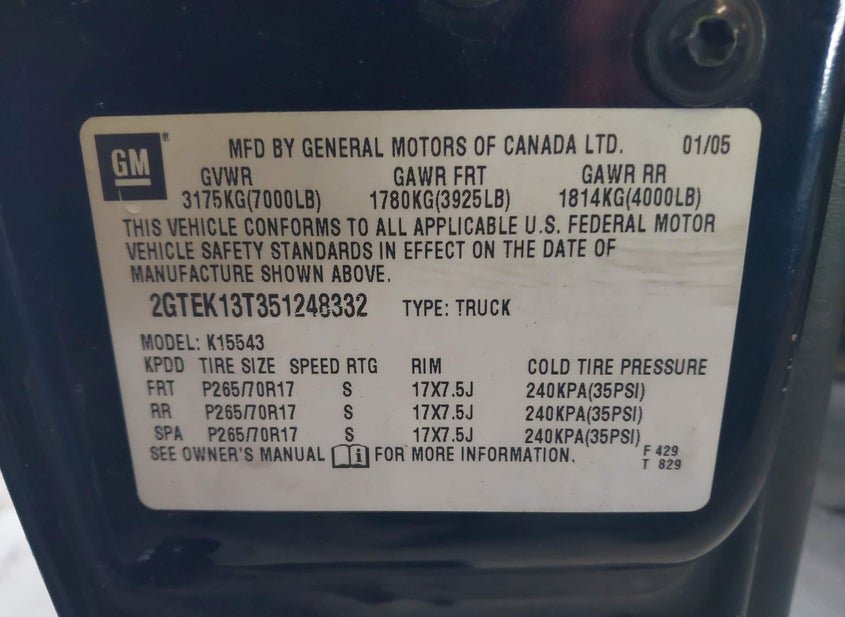 GM ®
MFD BY GENERAL MOTORS OF CANADA LTD. 01/05
GVWR GAWR FRT GAWR RR
3175KG(7000LB) 1780KG(3925LB) 1814KG(4000LB)
THIS VEHICLE CONFORMS TO ALL APPLICABLE U.S. FEDERAL MOTOR
VEHICLE SAFETY STANDARDS IN EFFECT ON THE DATE OF
MANUFACTURE SHOWN ABOVE.
2GTEK13T351248332 TYPE: TRUCK
MODEL: K15543
KPDD TIRE SIZE SPEED RTG RIM COLD TIRE PRESSURE
FRT P265/70R17 S 17X7.5J 240KPA(35PSI)
RR P265/70R17 S 17X7.5J 240KPA(35PSI)
SPA P265/70R17 S 17X7.5J 240KPA(35PSI)
SEE OWNER'S MANUAL i FOR MORE INFORMATION. F 429
T 829